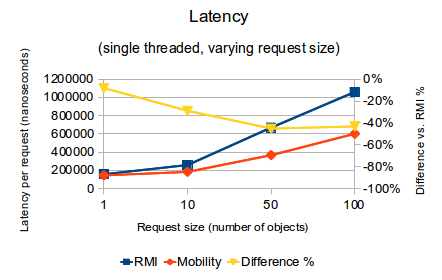 Latency
(single threaded, varying request size)
Latency per request (nanoseconds)
1200000
1000000
800000
600000
400000
200000
0
0%
-20%
-40%
-60%
-80%
-100%
Difference vs. RMI %
1 10 50 100
Request size (number of objects)
RMI Mobility Difference %